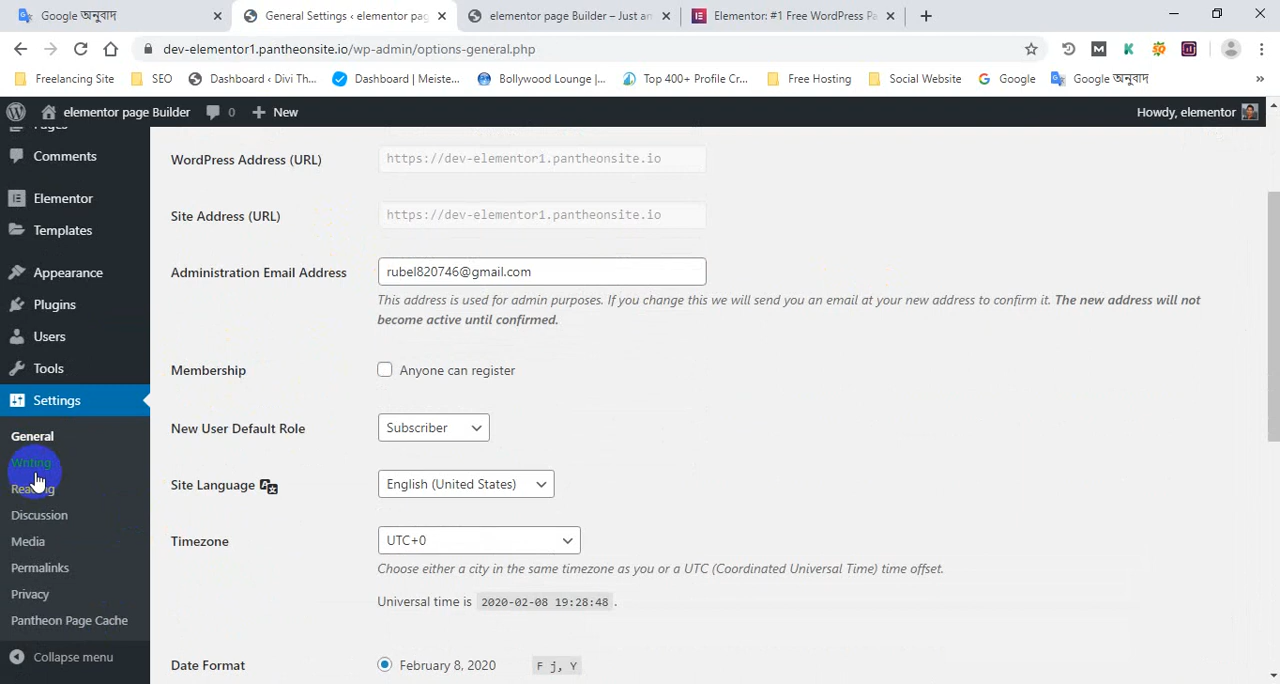 Google অনুবাদ
General Settings ‹ elementor pag
elementor page Builder – Just an
Elementor: #1 Free WordPress Pa
dev-elementor1.pantheonsite.io/wp-admin/options-general.php
Freelancing Site
SEO
Dashboard ‹ Divi Th...
Dashboard | Meiste...
Bollywood Lounge |...
Top 400+ Profile Cr...
Free Hosting
Social Website
Google
Google অনুবাদ
»
elementor page Builder
0
New
Howdy, elementor
Pages
Comments
Elementor
Templates
Appearance
Plugins
Users
Tools
Settings
General
Writing
Reading
Discussion
Media
Permalinks
Privacy
Pantheon Page Cache
Collapse menu
WordPress Address (URL)
https://dev-elementor1.pantheonsite.io
Site Address (URL)
https://dev-elementor1.pantheonsite.io
Administration Email Address
rubel820746@gmail.com
This address is used for admin purposes. If you change this we will send you an email at your new address to confirm it. The new address will not
become active until confirmed.
Membership
Anyone can register
New User Default Role
Subscriber
Site Language
English (United States)
Timezone
UTC+0
Choose either a city in the same timezone as you or a UTC (Coordinated Universal Time) time offset.
Universal time is 2020-02-08 19:28:48 .
Date Format
February 8, 2020
F j, Y